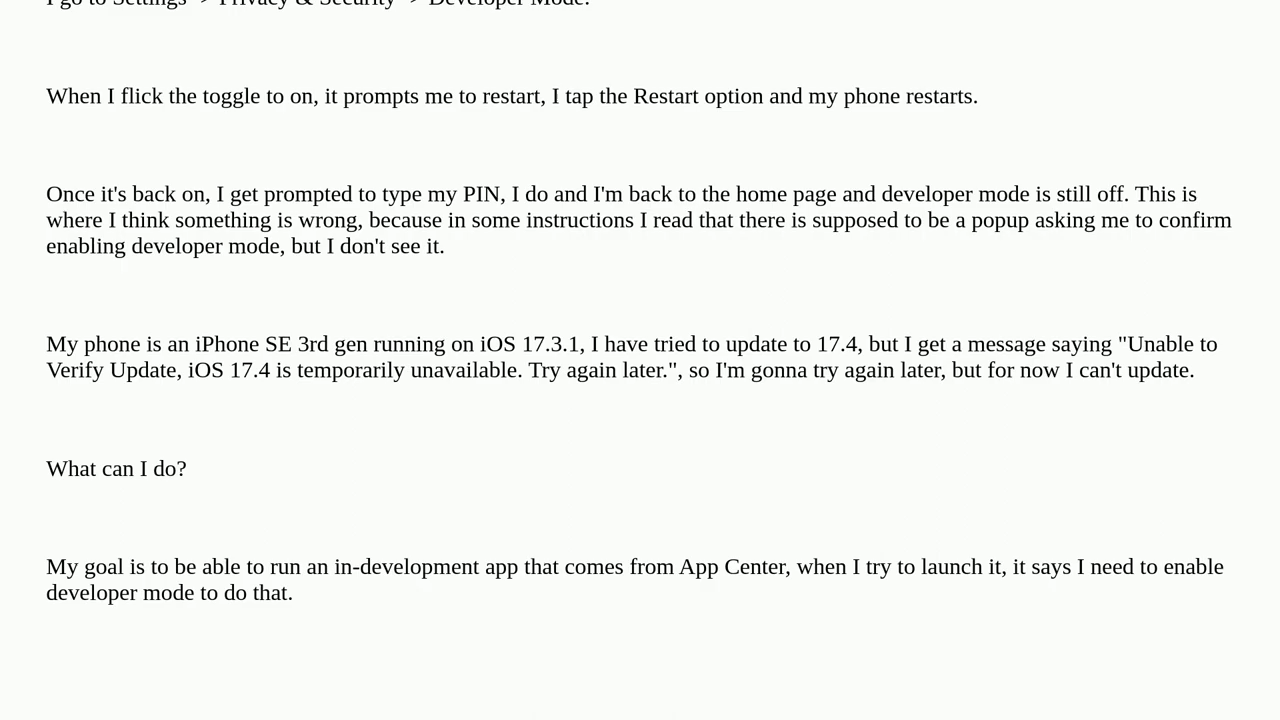 I go to Settings -> Privacy & Security -> Developer Mode.
When I flick the toggle to on, it prompts me to restart, I tap the Restart option and my phone restarts.
Once it's back on, I get prompted to type my PIN, I do and I'm back to the home page and developer mode is still off. This is
where I think something is wrong, because in some instructions I read that there is supposed to be a popup asking me to confirm
enabling developer mode, but I don't see it.
My phone is an iPhone SE 3rd gen running on iOS 17.3.1, I have tried to update to 17.4, but I get a message saying "Unable to
Verify Update, iOS 17.4 is temporarily unavailable. Try again later.", so I'm gonna try again later, but for now I can't update.
What can I do?
My goal is to be able to run an in-development app that comes from App Center, when I try to launch it, it says I need to enable
developer mode to do that.